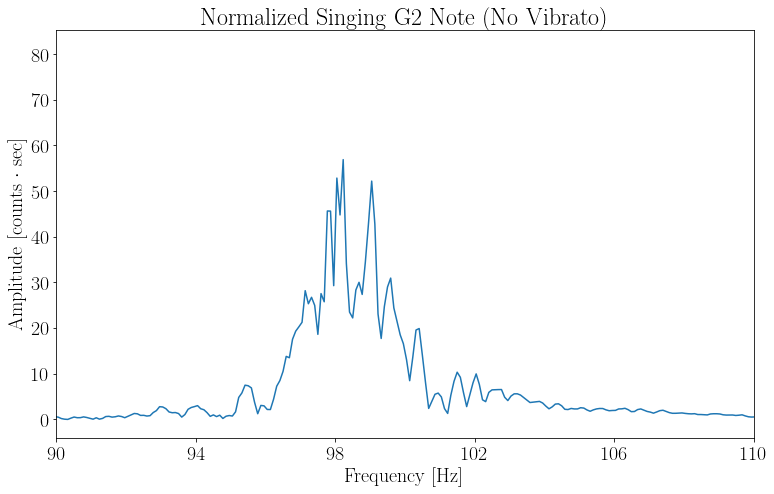 Normalized Singing G2 Note (No Vibrato)
80
70
60
50
40
30
20
10
0
Amplitude [counts · sec]
90 94 98 102 106 110
Frequency [Hz]